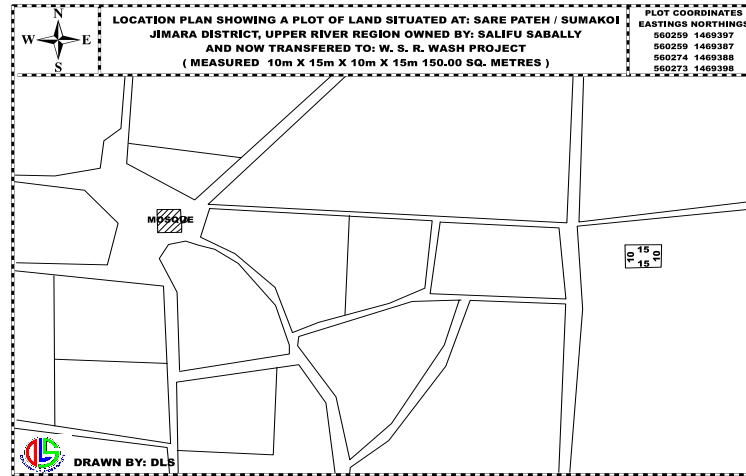 N
W E
S
LOCATION PLAN SHOWING A PLOT OF LAND SITUATED AT: SARE PATEH / SUMAKOI
JIMARA DISTRICT, UPPER RIVER REGION OWNED BY: SALIFU SABALLY
AND NOW TRANSFERED TO: W. S. R. WASH PROJECT
( MEASURED 10m X 15m X 10m X 15m 150.00 SQ. METRES )
PLOT COORDINATES
EASTINGS NORTHINGS
560259 1469397
560259 1469387
560274 1469388
560273 1469398
MOSQUE
15
10 10
15
DLS
DRAWN BY: DLS